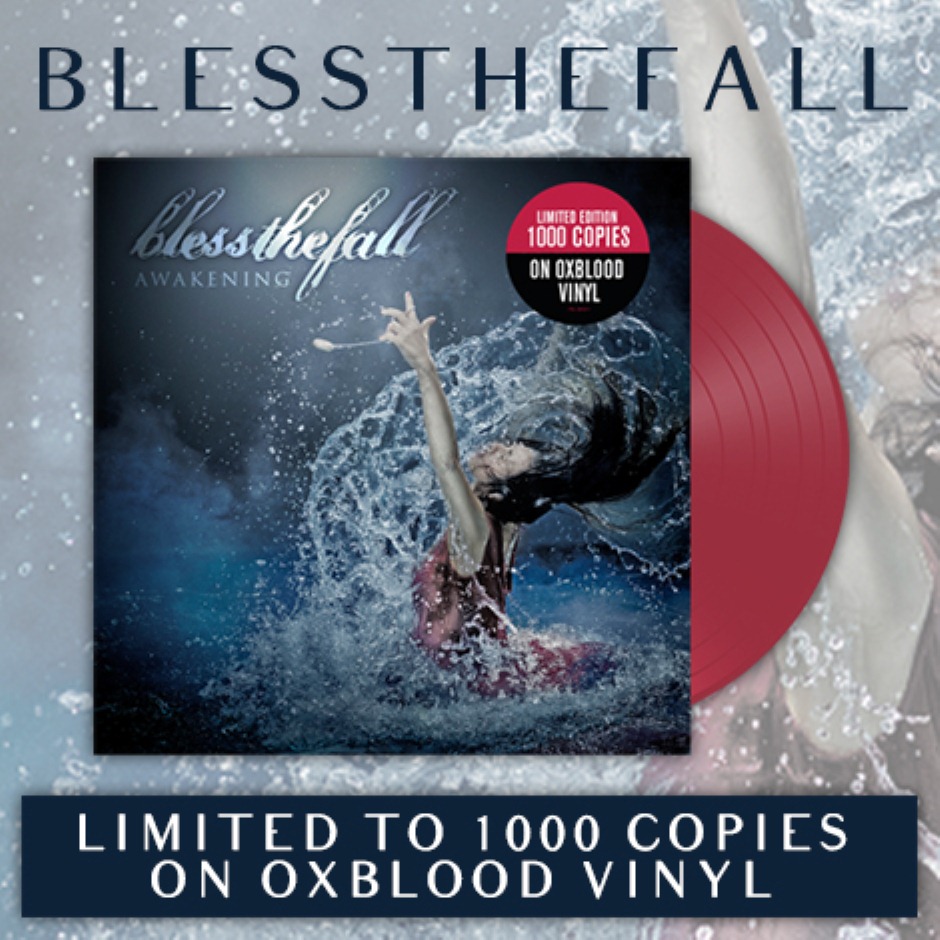 BLESSTHEFALL
blessthefall
AWAKENING
LIMITED EDITION
1000 COPIES
ON OXBLOOD
VINYL
LIMITED TO 1000 COPIES
ON OXBLOOD VINYL